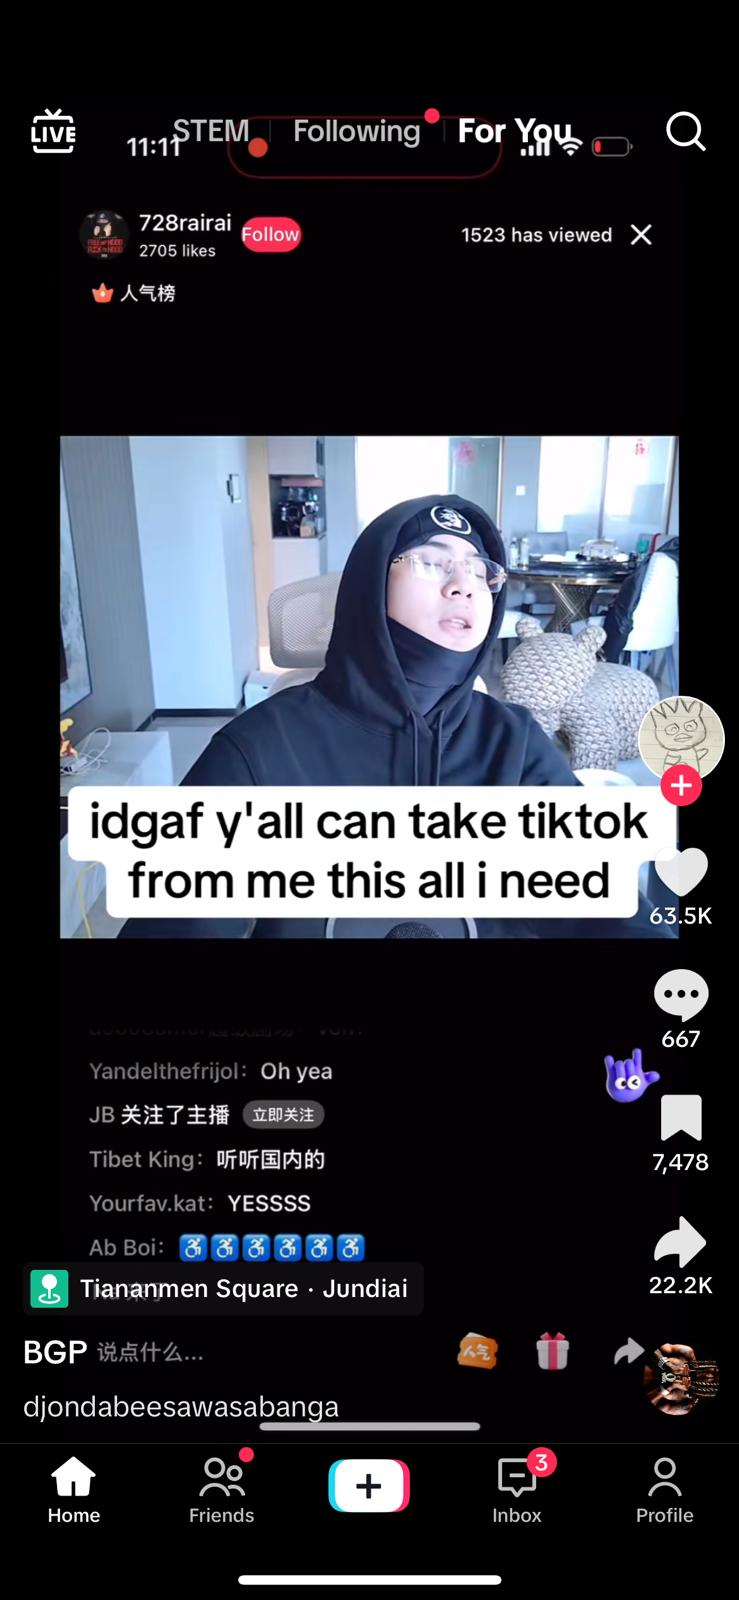 LIVE
STEM
Following
For You
11:11
728rairai
2705 likes
Follow
1523 has viewed
人气榜
idgaf y'all can take tiktok
from me this all i need
63.5K
667
Yandelthefrijol： Oh yea
JB 关注了主播 立即关注
Tibet King： 听听国内的
7,478
Yourfav.kat： YESSSS
Ab Boi：
Tiananmen Square · Jundiai
22.2K
BGP 说点什么...
人气
djondabeesawasabanga
3
Home
Friends
Inbox
Profile